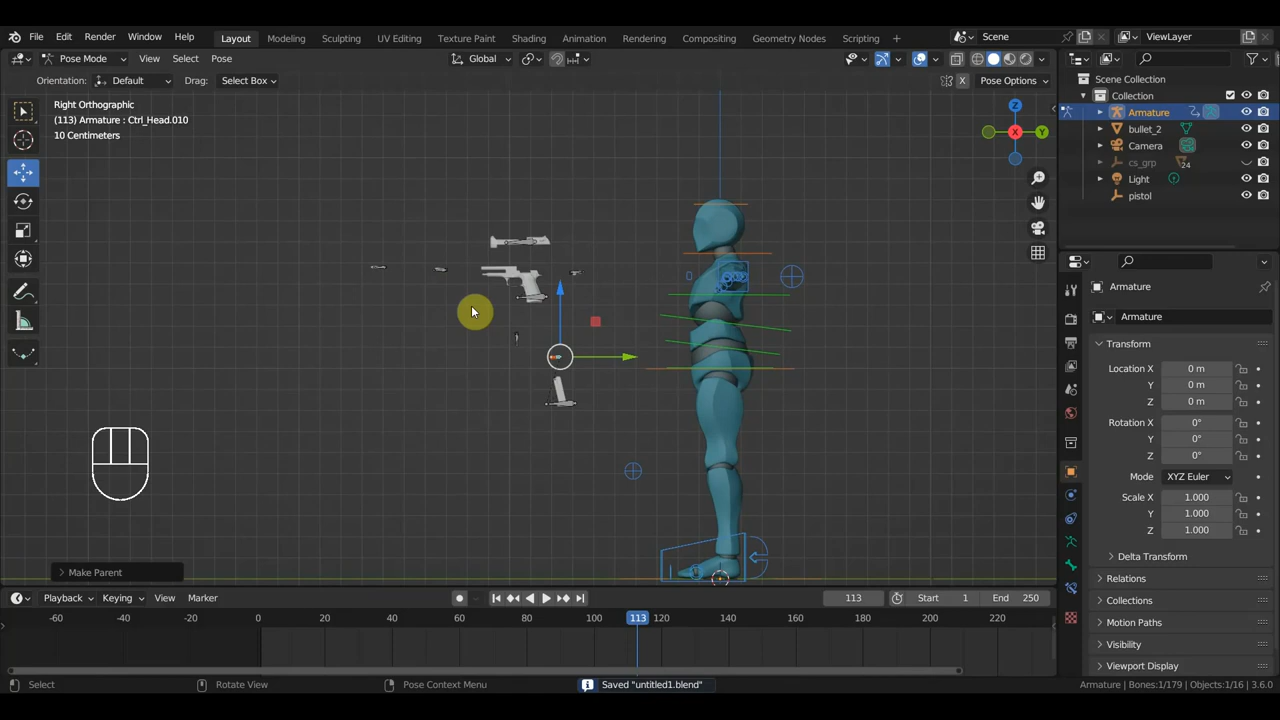 File Edit Render Window Help Layout Modeling Sculpting UV Editing Texture Paint Shading Animation Rendering Compositing Geometry Nodes Scripting + Scene ViewLayer
Pose Mode View Select Pose Global Pose Options
Orientation: Default Drag: Select Box X
Right Orthographic
(113) Armature : Ctrl_Head.010
10 Centimeters
Z
Y
X
Make Parent
Scene Collection
Collection
Armature
bullet_2
Camera
cs_grp 24
Light
pistol
Armature
Armature
Transform
Location X 0 m
Y 0 m
Z 0 m
Rotation X 0°
Y 0°
Z 0°
Mode XYZ Euler
Scale X 1.000
Y 1.000
Z 1.000
Delta Transform
Relations
Collections
Motion Paths
Visibility
Viewport Display
Playback Keying View Marker 113 Start 1 End 250
-60 -40 -20 0 20 40 60 80 100 113 120 140 160 180 200 220
Select Rotate View Pose Context Menu Saved "untitled1.blend" Armature | Bones:1/179 | Objects:1/16 | 3.6.0